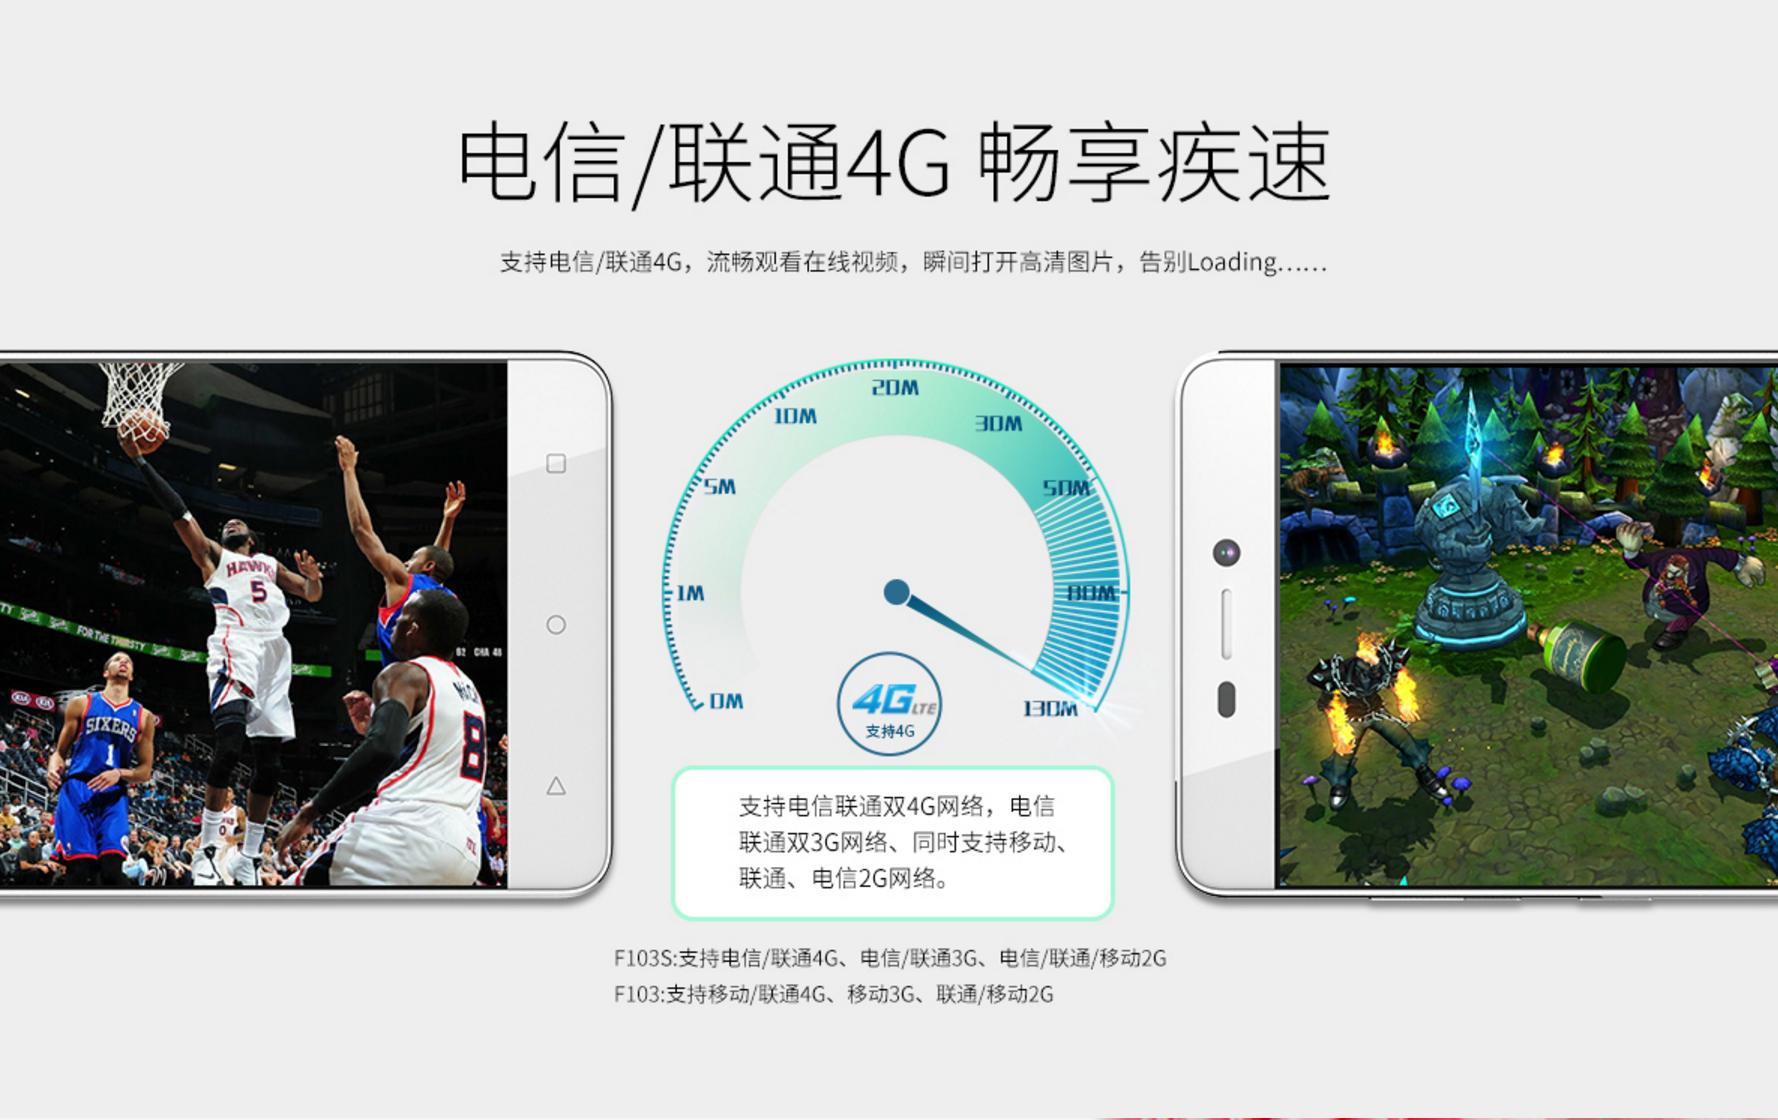 电信/联通4G 畅享疾速
支持电信/联通4G，流畅观看在线视频，瞬间打开高清图片，告别Loading……
20M
10M
30M
5M
50M
1M
80M
0M
130M
4G LTE
支持4G
HAWKS
5
FOR THE THIRSTY
SIXERS
1
8
0
82 CHA 48
支持电信联通双4G网络，电信
联通双3G网络、同时支持移动、
联通、电信2G网络。
F103S:支持电信/联通4G、电信/联通3G、电信/联通/移动2G
F103:支持移动/联通4G、移动3G、联通/移动2G